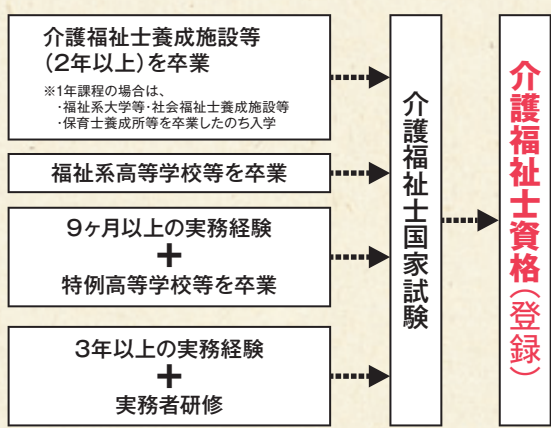 介護福祉士養成施設等
（2年以上）を卒業
※1年課程の場合は、
・福祉系大学等・社会福祉士養成施設等
・保育士養成所等を卒業したのち入学
福祉系高等学校等を卒業
9ヶ月以上の実務経験
＋
特例高等学校等を卒業
3年以上の実務経験
＋
実務者研修
介護福祉士国家試験
介護福祉士資格（登録）